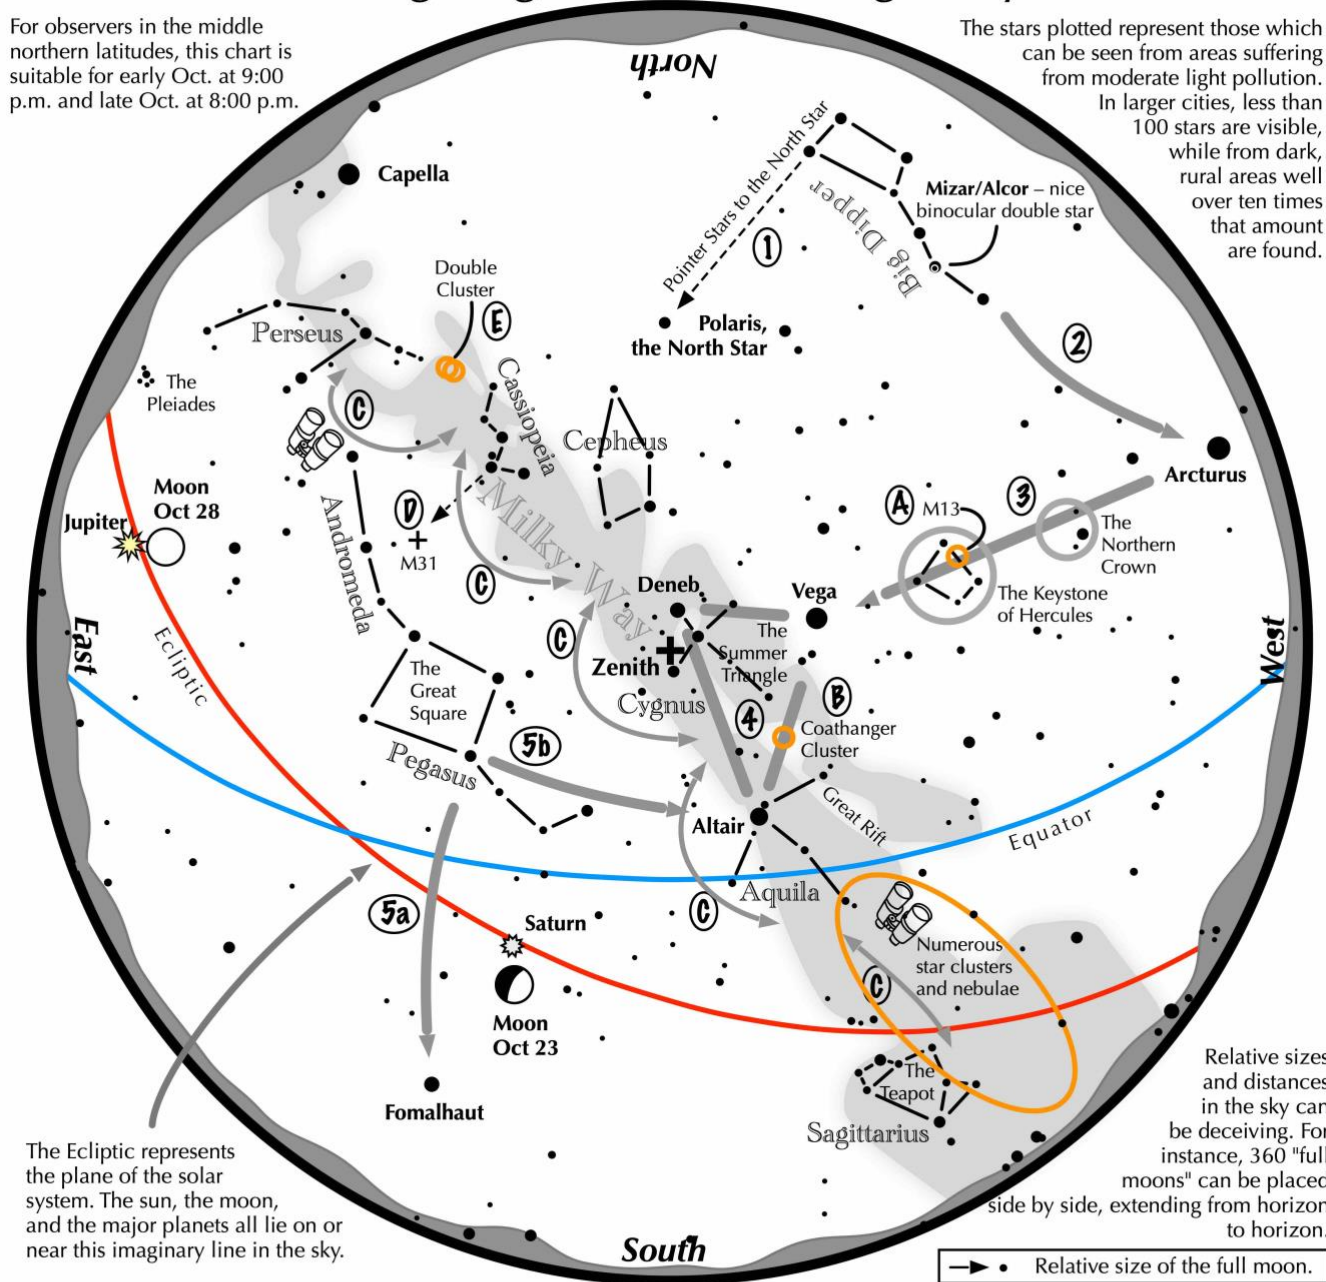 For observers in the middle
northern latitudes, this chart is
suitable for early Oct. at 9:00
p.m. and late Oct. at 8:00 p.m.
The stars plotted represent those which
can be seen from areas suffering
from moderate light pollution.
In larger cities, less than
100 stars are visible,
while from dark,
rural areas well
over ten times
that amount
are found.
North
Capella
Pointer Stars to the North Star
1
Big Dipper
Mizar/Alcor – nice
binocular double star
Double
Cluster
E
Perseus
Polaris,
the North Star
2
The
Pleiades
C
Cassiopeia
Cepheus
Arcturus
Moon
Oct 28
Jupiter
Andromeda
D
M31
Milky Way
A
M13
3
The
Northern
Crown
C
Deneb
Vega
The Keystone
of Hercules
East
Ecliptic
C
Zenith
The
Summer
Triangle
West
The
Great
Square
Cygnus
4
B
Coathanger
Cluster
Pegasus
5b
Altair
Great Rift
Equator
Aquila
5a
Saturn
C
Numerous
star clusters
and nebulae
C
Moon
Oct 23
The
Teapot
Fomalhaut
Sagittarius
The Ecliptic represents
the plane of the solar
system. The sun, the moon,
and the major planets all lie on or
near this imaginary line in the sky.
Relative sizes
and distances
in the sky can
be deceiving. For
instance, 360 "full
moons" can be placed
side by side, extending from horizon
to horizon.
South
Relative size of the full moon.